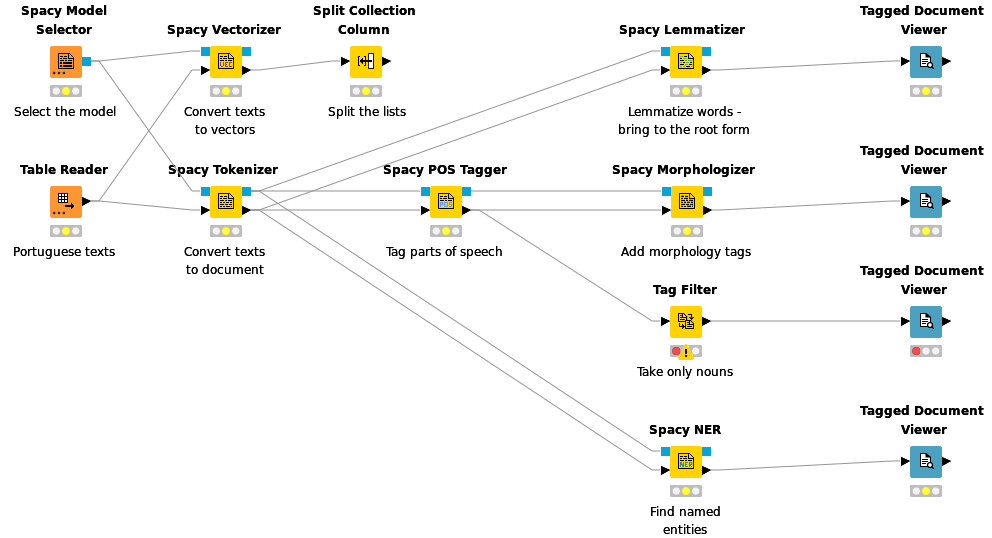 Spacy Model
Selector
Select the model
Spacy Vectorizer
Convert texts
to vectors
Split Collection
Column
Split the lists
Spacy Lemmatizer
Lemmatize words -
bring to the root form
Tagged Document
Viewer
Table Reader
Portuguese texts
Spacy Tokenizer
Convert texts
to document
Spacy POS Tagger
Tag parts of speech
Spacy Morphologizer
Add morphology tags
Tagged Document
Viewer
Tag Filter
Take only nouns
Tagged Document
Viewer
Spacy NER
NER
Find named
entities
Tagged Document
Viewer